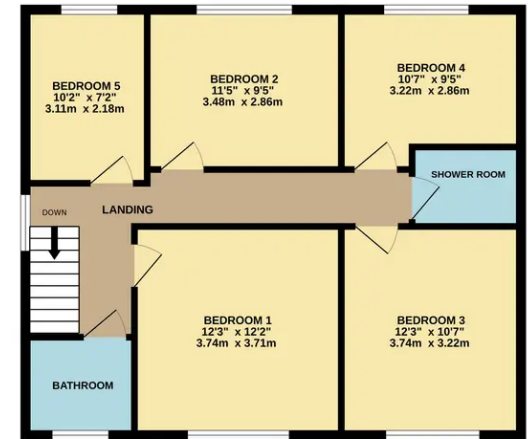 BEDROOM 5
10'2" x 7'2"
3.11m x 2.18m
BEDROOM 2
11'5" x 9'5"
3.48m x 2.86m
BEDROOM 4
10'7" x 9'5"
3.22m x 2.86m
SHOWER ROOM
DOWN
LANDING
BEDROOM 1
12'3" x 12'2"
3.74m x 3.71m
BEDROOM 3
12'3" x 10'7"
3.74m x 3.22m
BATHROOM